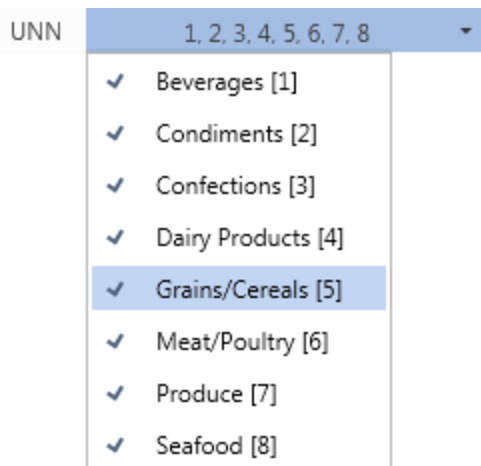 UNN 1, 2, 3, 4, 5, 6, 7, 8
Beverages [1]
Condiments [2]
Confections [3]
Dairy Products [4]
Grains/Cereals [5]
Meat/Poultry [6]
Produce [7]
Seafood [8]